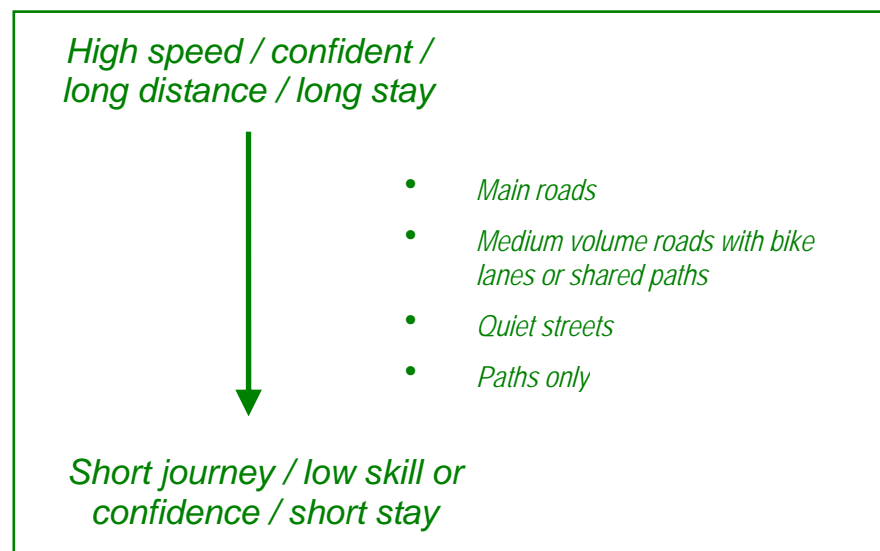 High speed / confident /
long distance / long stay
• Main roads
• Medium volume roads with bike
lanes or shared paths
• Quiet streets
• Paths only
Short journey / low skill or
confidence / short stay